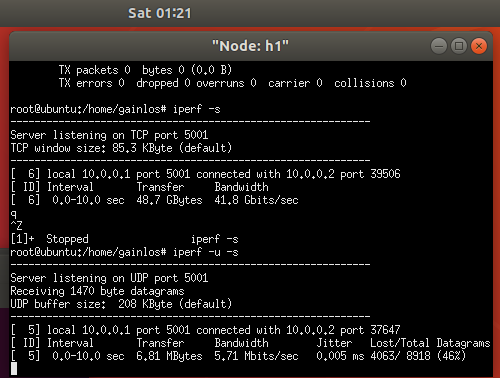 Sat 01:21
"Node: h1"
TX packets 0 bytes 0 (0.0 B)
TX errors 0 dropped 0 overruns 0 carrier 0 collisions 0
root@ubuntu:/home/gainlos# iperf -s
------------------------------------------------------------
Server listening on TCP port 5001
TCP window size: 85.3 KByte (default)
------------------------------------------------------------
[  6] local 10.0.0.1 port 5001 connected with 10.0.0.2 port 39506
[ ID] Interval       Transfer     Bandwidth
[  6]  0.0-10.0 sec  48.7 GBytes  41.8 Gbits/sec
q
^Z
[1]+  Stopped                 iperf -s
root@ubuntu:/home/gainlos# iperf -u -s
------------------------------------------------------------
Server listening on UDP port 5001
Receiving 1470 byte datagrams
UDP buffer size:  208 KByte (default)
------------------------------------------------------------
[  5] local 10.0.0.1 port 5001 connected with 10.0.0.2 port 37647
[ ID] Interval       Transfer     Bandwidth        Jitter   Lost/Total Datagrams
[  5]  0.0-10.0 sec  6.81 MBytes  5.71 Mbits/sec   0.005 ms 4063/ 8918 (46%)